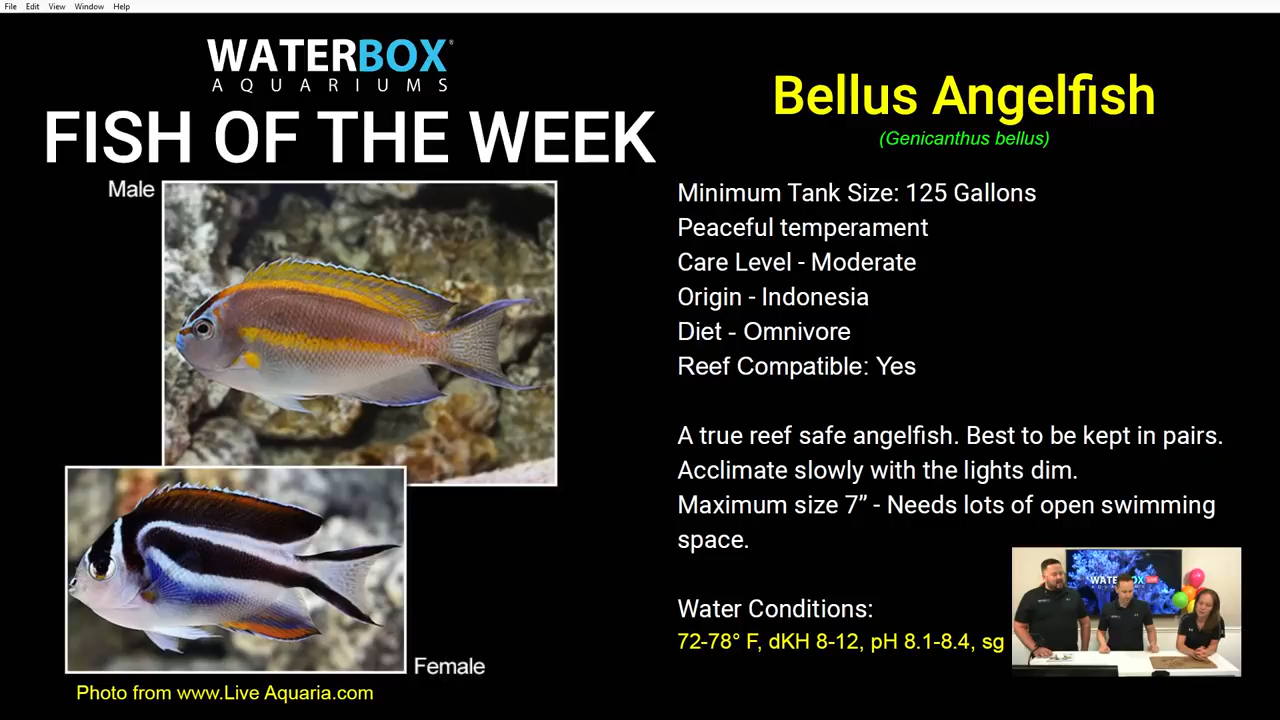 File Edit View Window Help
WATERBOX
AQUARIUMS
FISH OF THE WEEK
Male
Female
Photo from www.Live Aquaria.com
Bellus Angelfish
(Genicanthus bellus)
Minimum Tank Size: 125 Gallons
Peaceful temperament
Care Level - Moderate
Origin - Indonesia
Diet - Omnivore
Reef Compatible: Yes
A true reef safe angelfish. Best to be kept in pairs.
Acclimate slowly with the lights dim.
Maximum size 7” - Needs lots of open swimming
space.
Water Conditions:
72-78° F, dKH 8-12, pH 8.1-8.4, sg
WATERBOX